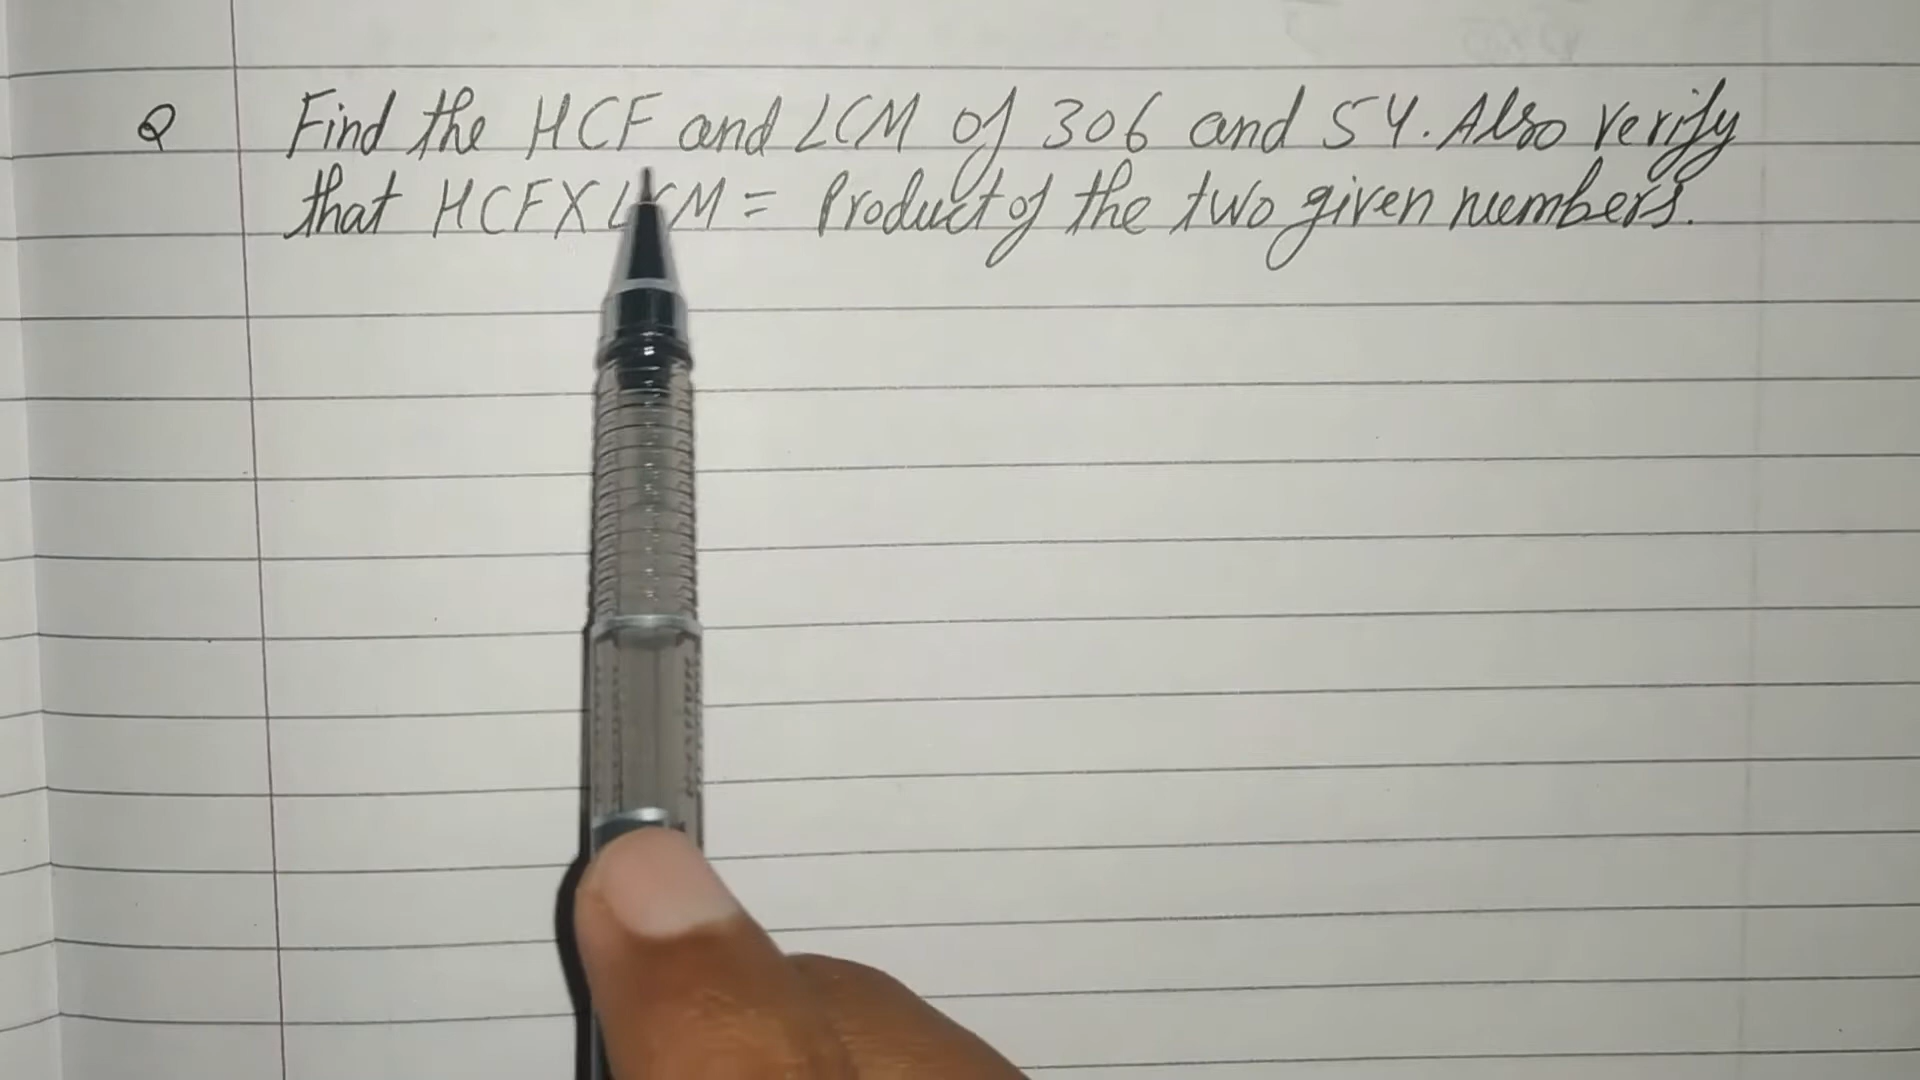 Q Find the HCF and LCM of 306 and 54. Also verify
that HCF X LCM = Product of the two given numbers.